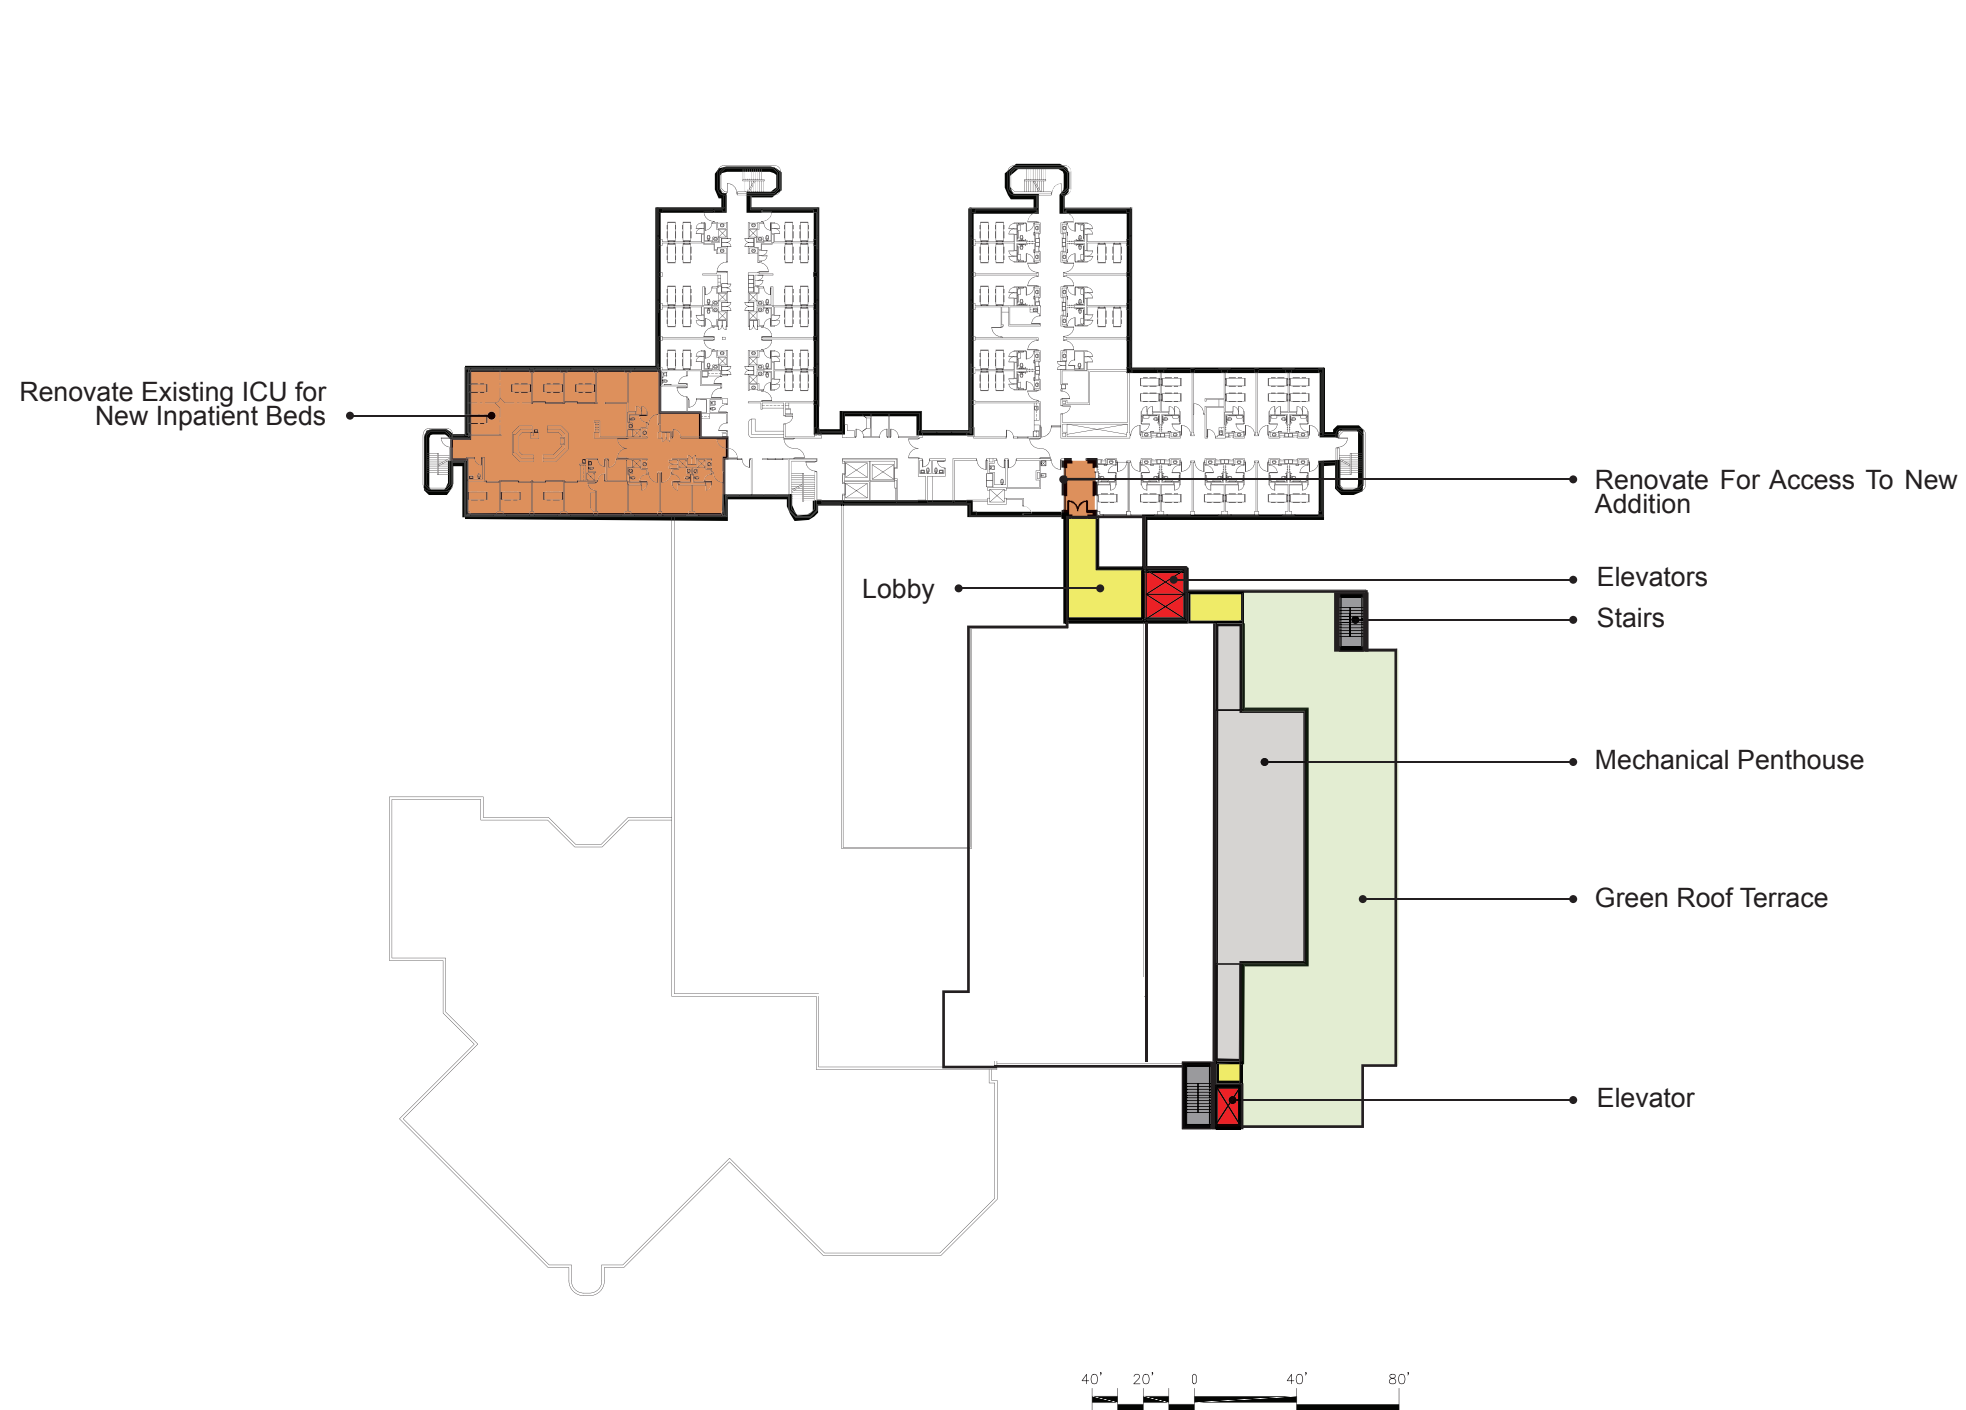 Renovate Existing ICU for
New Inpatient Beds
Renovate For Access To New
Addition
Elevators
Lobby
Stairs
Mechanical Penthouse
Green Roof Terrace
Elevator
40' 20' 0 40' 80'